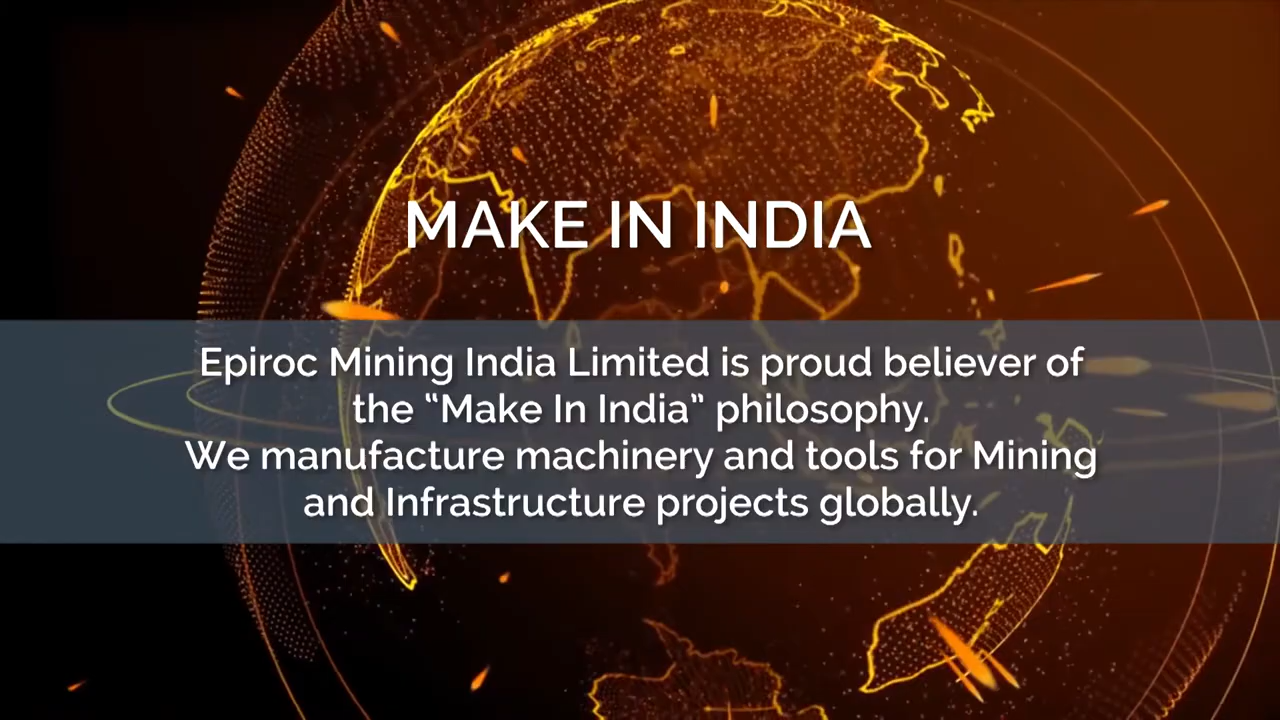 MAKE IN INDIA
Epiroc Mining India Limited is proud believer of
the “Make In India” philosophy.
We manufacture machinery and tools for Mining
and Infrastructure projects globally.